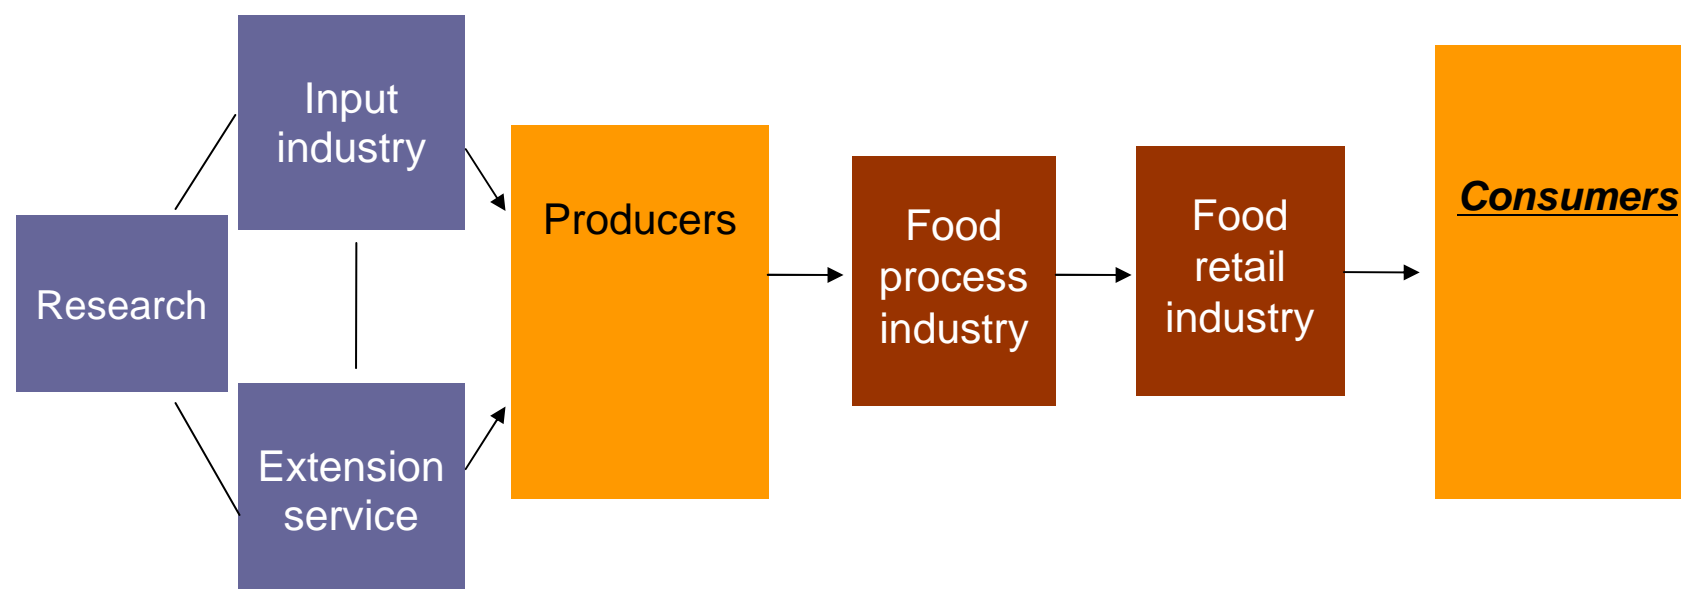 Research
Input
industry
Extension
service
Producers
Food
process
industry
Food
retail
industry
Consumers